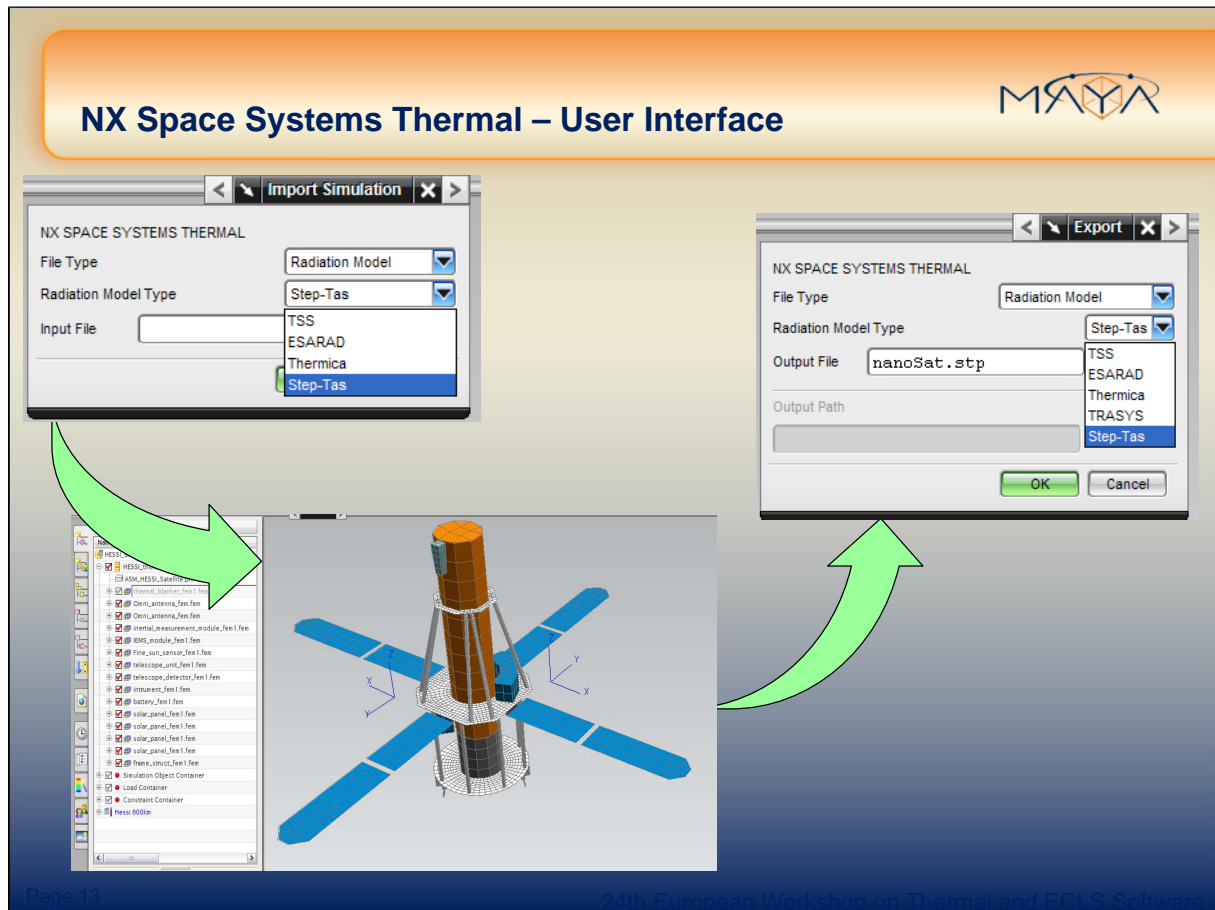 MAYA
NX Space Systems Thermal – User Interface
Import Simulation
NX SPACE SYSTEMS THERMAL
File Type Radiation Model
Radiation Model Type Step-Tas
Input File
TSS
ESARAD
Thermica
Step-Tas
Export
NX SPACE SYSTEMS THERMAL
File Type Radiation Model
Radiation Model Type Step-Tas
Output File nanoSat.stp
TSS
ESARAD
Thermica
TRASYS
Step-Tas
Output Path
OK Cancel
thermal_blanket_fem1.fem
Omni_antenna_fem.fem
Omni_antenna_fem.fem
inertial_measurement_module_fem1.fem
IEMS_module_fem1.fem
Fine_sun_sensor_fem1.fem
telescope_unit_fem1.fem
telescope_detector_fem1.fem
intrument_fem1.fem
battery_fem1.fem
solar_panel_fem1.fem
solar_panel_fem1.fem
solar_panel_fem1.fem
solar_panel_fem1.fem
frame_struct_fem1.fem
Simulation Object Container
Load Container
Constraint Container
Hessi 600km
Z
X
Y
Z
Y
X
Page 13
24th European Workshop on Thermal and ECLS Software